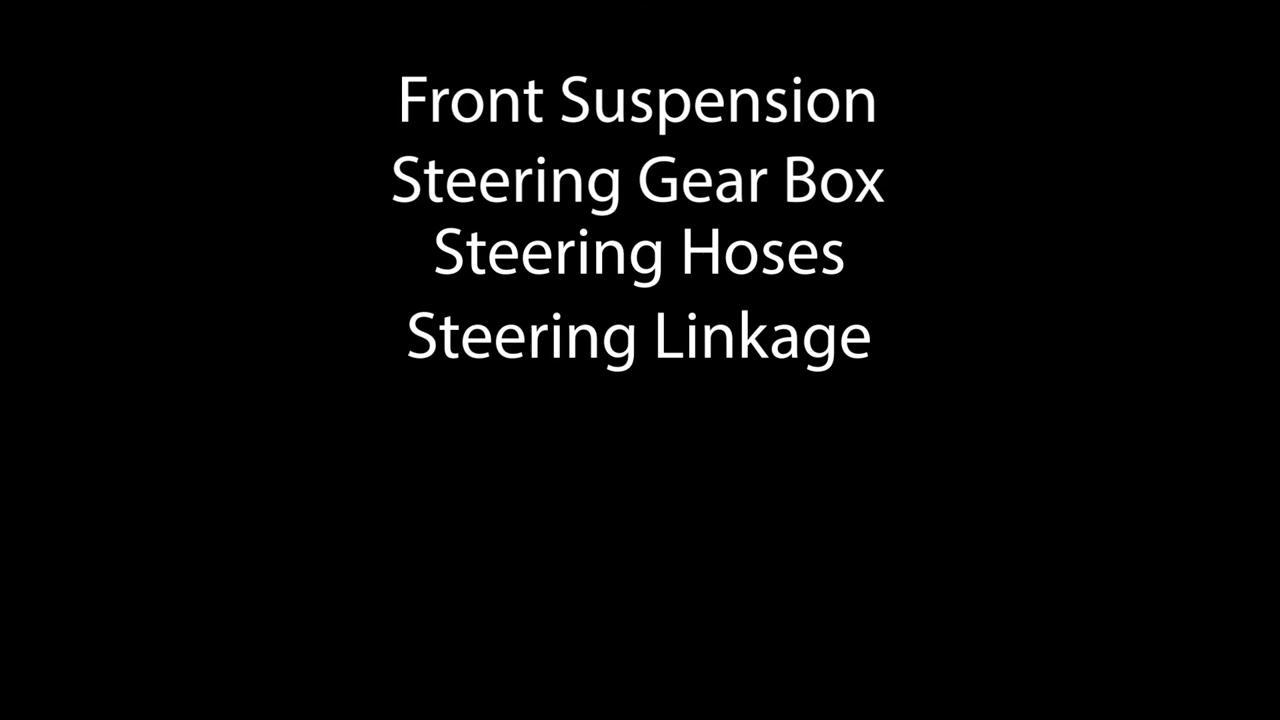 Front Suspension
Steering Gear Box
Steering Hoses
Steering Linkage